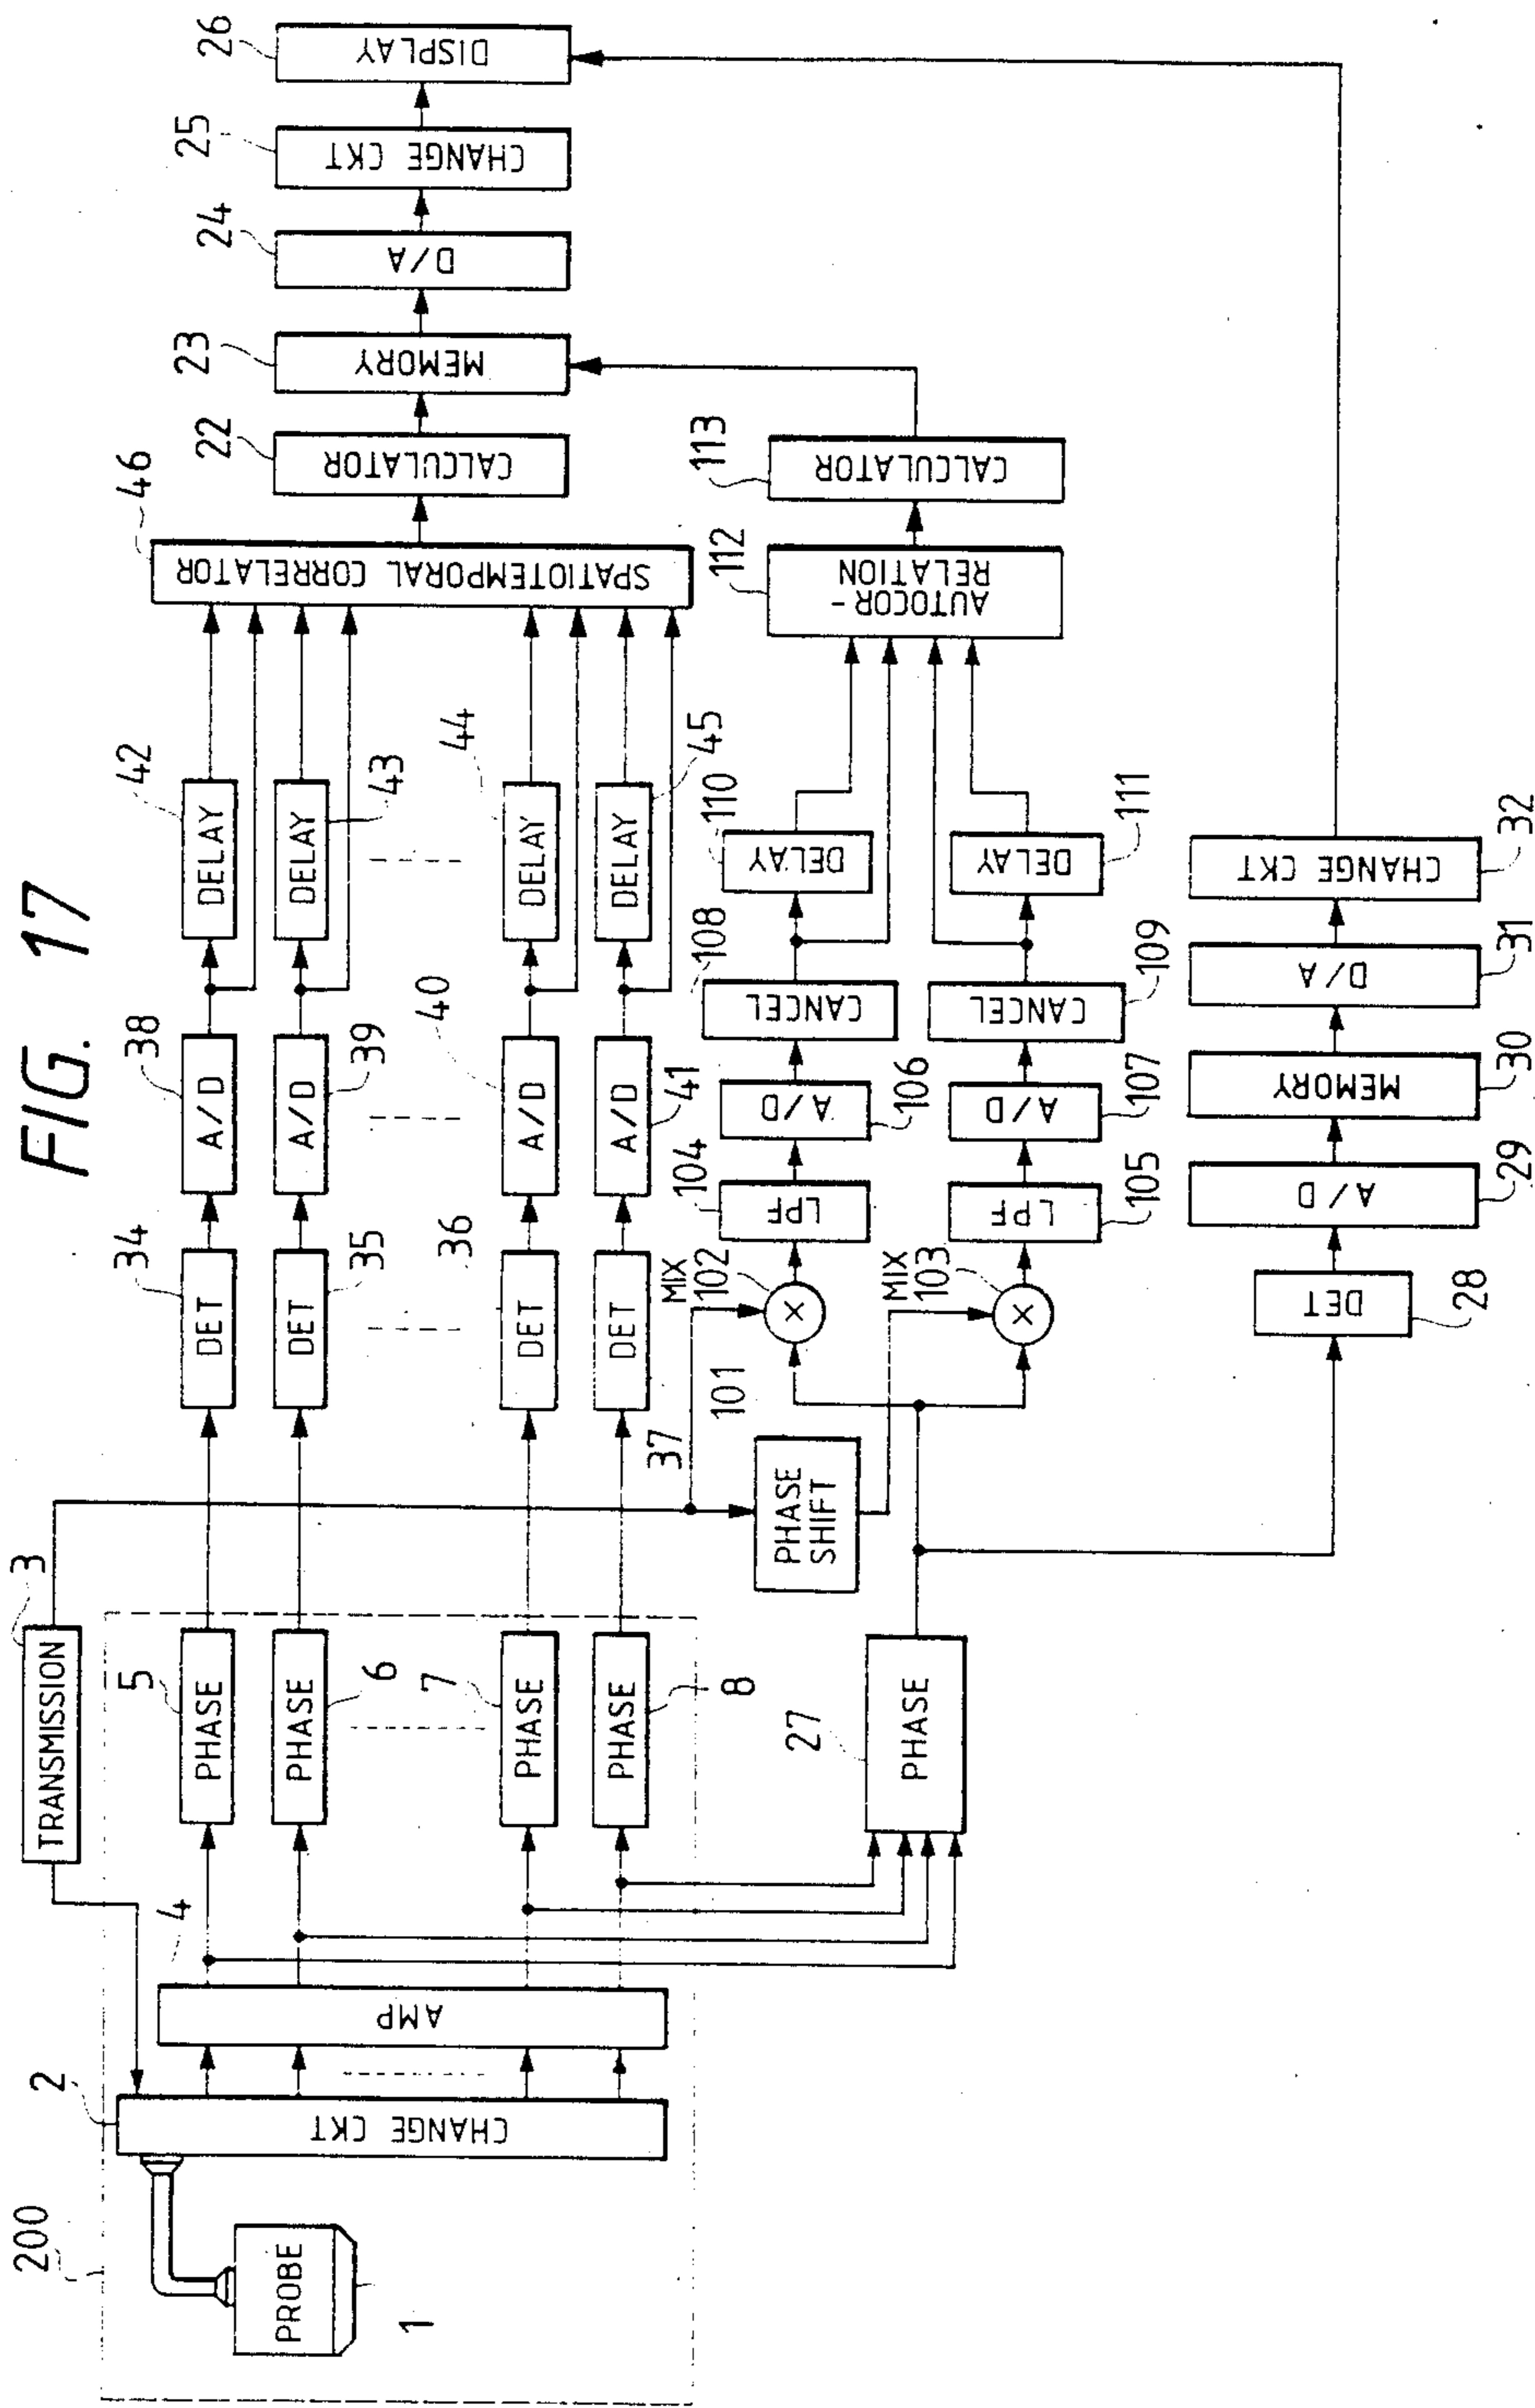 FIG. 17
200
PROBE
1
2
CHANGE CKT
TRANSMISSION
3
4
AMP
5
PHASE
PHASE
6
7
PHASE
PHASE
8
27
PHASE
34
DET
DET
35
36
DET
DET
37
38
A/D
A/D
39
40
A/D
A/D
41
42
DELAY
DELAY
43
44
DELAY
DELAY
45
46
SPATIOTEMPORAL CORRELATOR
22
CALCULATOR
23
MEMORY
24
D/A
25
CHANGE CKT
26
DISPLAY
101
PHASE
SHIFT
MIX
102
×
MIX
103
×
104
LPF
LPF
105
A/D
106
A/D
107
108
CANCEL
CANCEL
109
110
DELAY
DELAY
111
112
AUTOCOR-
RELATION
113
CALCULATOR
DET
28
A/D
29
MEMORY
30
D/A
31
CHANGE CKT
32